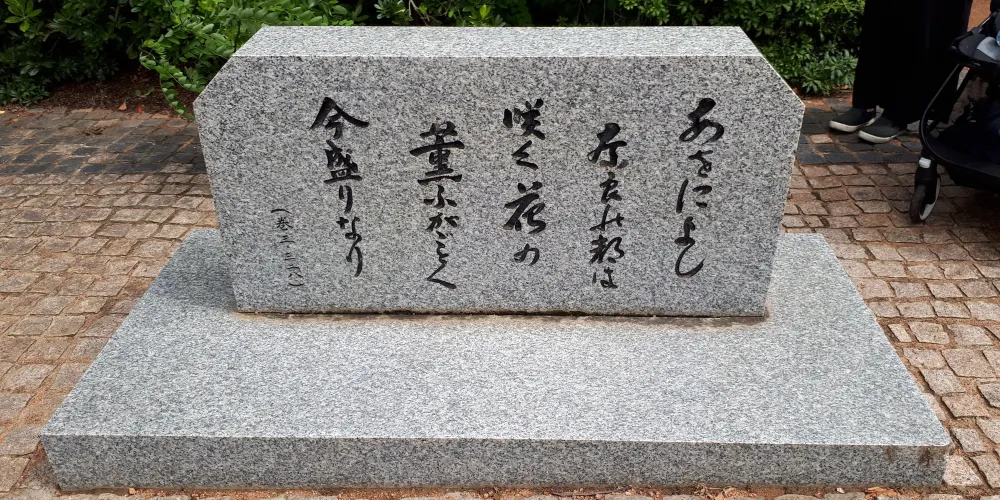 あをによし
奈良の都は
咲く花の
薫ふがごとく
今盛りなり
（巻三・三二八）